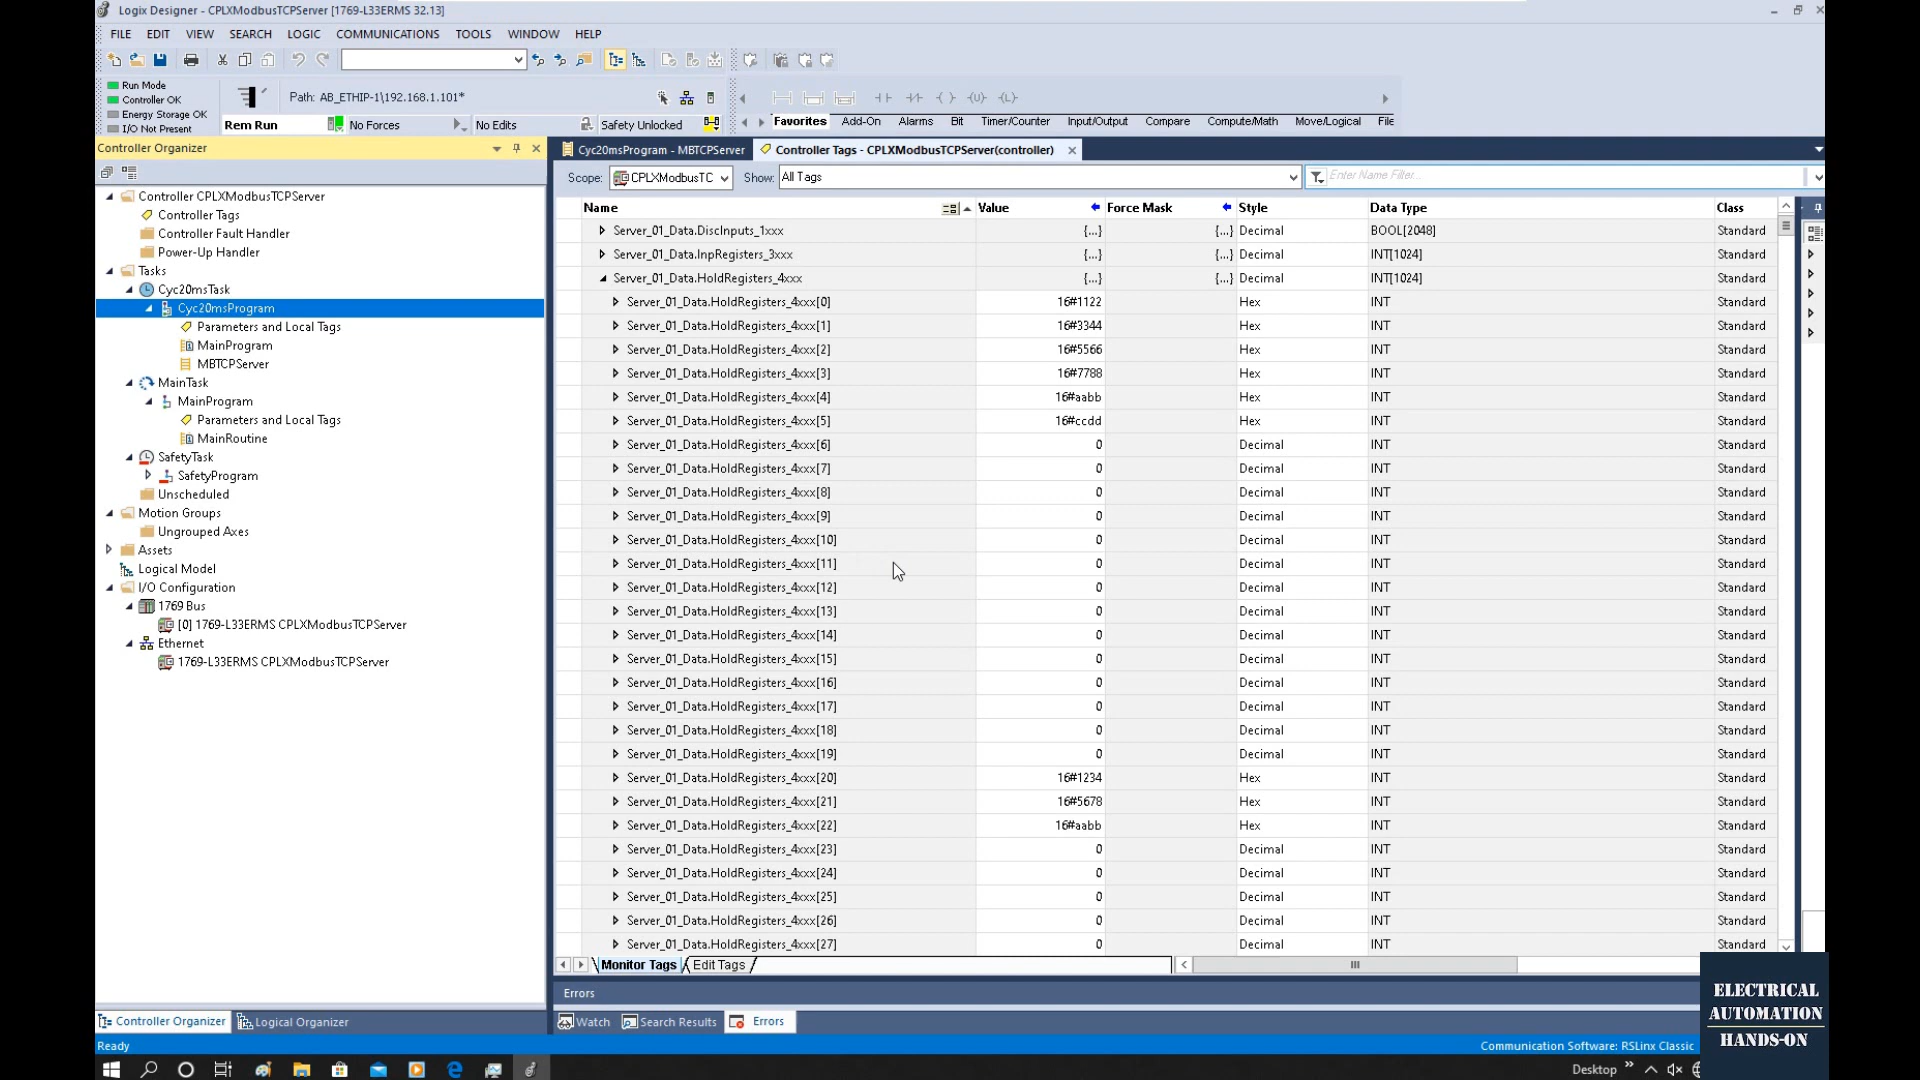 Logix Designer - CPLXModbusTCPServer [1769-L33ERMS 32.13]
FILE EDIT VIEW SEARCH LOGIC COMMUNICATIONS TOOLS WINDOW HELP
Run Mode
Controller OK
Energy Storage OK
I/O Not Present
Path: AB_ETHIP-1\192.168.1.101*
Rem Run No Forces No Edits Safety Unlocked
Favorites Add-On Alarms Bit Timer/Counter Input/Output Compare Compute/Math Move/Logical File
Controller Organizer
Controller CPLXModbusTCPServer
Controller Tags
Controller Fault Handler
Power-Up Handler
Tasks
Cyc20msTask
Cyc20msProgram
Parameters and Local Tags
MainProgram
MBTCPServer
MainTask
MainProgram
Parameters and Local Tags
MainRoutine
SafetyTask
SafetyProgram
Unscheduled
Motion Groups
Ungrouped Axes
Assets
Logical Model
I/O Configuration
1769 Bus
[0] 1769-L33ERMS CPLXModbusTCPServer
Ethernet
1769-L33ERMS CPLXModbusTCPServer
Controller Organizer Logical Organizer
Cyc20msProgram - MBTCPServer Controller Tags - CPLXModbusTCPServer(controller)
Scope: CPLXModbusTC Show: All Tags Enter Name Filter...
Name Value Force Mask Style Data Type Class
Server_01_Data.DiscInputs_1xxx {...} {...} Decimal BOOL[2048] Standard
Server_01_Data.InpRegisters_3xxx {...} {...} Decimal INT[1024] Standard
Server_01_Data.HoldRegisters_4xxx {...} {...} Decimal INT[1024] Standard
Server_01_Data.HoldRegisters_4xxx[0] 16#1122 Hex INT Standard
Server_01_Data.HoldRegisters_4xxx[1] 16#3344 Hex INT Standard
Server_01_Data.HoldRegisters_4xxx[2] 16#5566 Hex INT Standard
Server_01_Data.HoldRegisters_4xxx[3] 16#7788 Hex INT Standard
Server_01_Data.HoldRegisters_4xxx[4] 16#aabb Hex INT Standard
Server_01_Data.HoldRegisters_4xxx[5] 16#ccdd Hex INT Standard
Server_01_Data.HoldRegisters_4xxx[6] 0 Decimal INT Standard
Server_01_Data.HoldRegisters_4xxx[7] 0 Decimal INT Standard
Server_01_Data.HoldRegisters_4xxx[8] 0 Decimal INT Standard
Server_01_Data.HoldRegisters_4xxx[9] 0 Decimal INT Standard
Server_01_Data.HoldRegisters_4xxx[10] 0 Decimal INT Standard
Server_01_Data.HoldRegisters_4xxx[11] 0 Decimal INT Standard
Server_01_Data.HoldRegisters_4xxx[12] 0 Decimal INT Standard
Server_01_Data.HoldRegisters_4xxx[13] 0 Decimal INT Standard
Server_01_Data.HoldRegisters_4xxx[14] 0 Decimal INT Standard
Server_01_Data.HoldRegisters_4xxx[15] 0 Decimal INT Standard
Server_01_Data.HoldRegisters_4xxx[16] 0 Decimal INT Standard
Server_01_Data.HoldRegisters_4xxx[17] 0 Decimal INT Standard
Server_01_Data.HoldRegisters_4xxx[18] 0 Decimal INT Standard
Server_01_Data.HoldRegisters_4xxx[19] 0 Decimal INT Standard
Server_01_Data.HoldRegisters_4xxx[20] 16#1234 Hex INT Standard
Server_01_Data.HoldRegisters_4xxx[21] 16#5678 Hex INT Standard
Server_01_Data.HoldRegisters_4xxx[22] 16#aabb Hex INT Standard
Server_01_Data.HoldRegisters_4xxx[23] 0 Decimal INT Standard
Server_01_Data.HoldRegisters_4xxx[24] 0 Decimal INT Standard
Server_01_Data.HoldRegisters_4xxx[25] 0 Decimal INT Standard
Server_01_Data.HoldRegisters_4xxx[26] 0 Decimal INT Standard
Server_01_Data.HoldRegisters_4xxx[27] 0 Decimal INT Standard
Monitor Tags Edit Tags
Errors
Watch Search Results Errors
Ready
Communication Software: RSLinx Classic
Desktop
ELECTRICAL
AUTOMATION
HANDS-ON